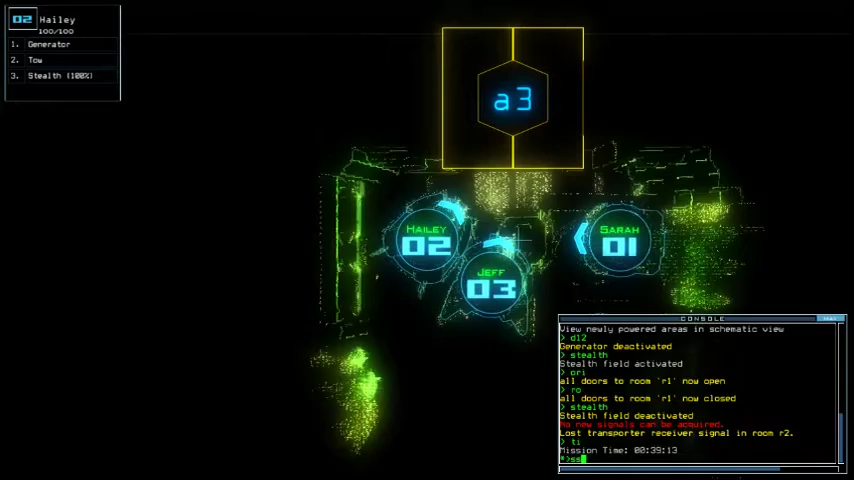 02 Hailey
100/100
1. Generator
2. Tow
3. Stealth (100%)
a3
HAILEY
02
JEFF
03
SARAH
01
CONSOLE
View newly powered areas in schematic view
> d12
Generator deactivated
> stealth
Stealth field activated
> ori
all doors to room `r1` now open
> ro
all doors to room `r1` now closed
> stealth
Stealth field deactivated
No new signals can be acquired.
Lost transporter receiver signal in room r2.
> ti
Mission Time: 00:39:13
>ss